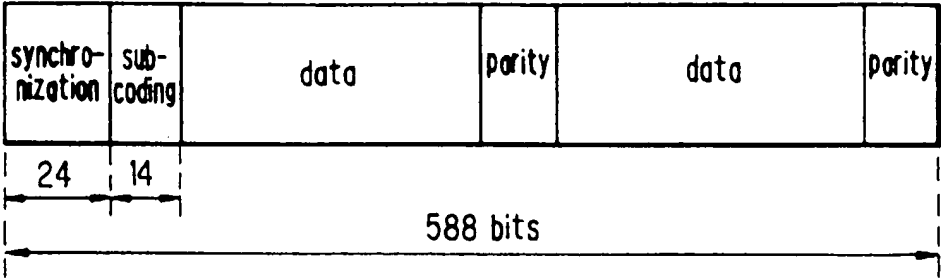 synchro-
nization
sub-
coding
data
parity
data
parity
24
14
588 bits